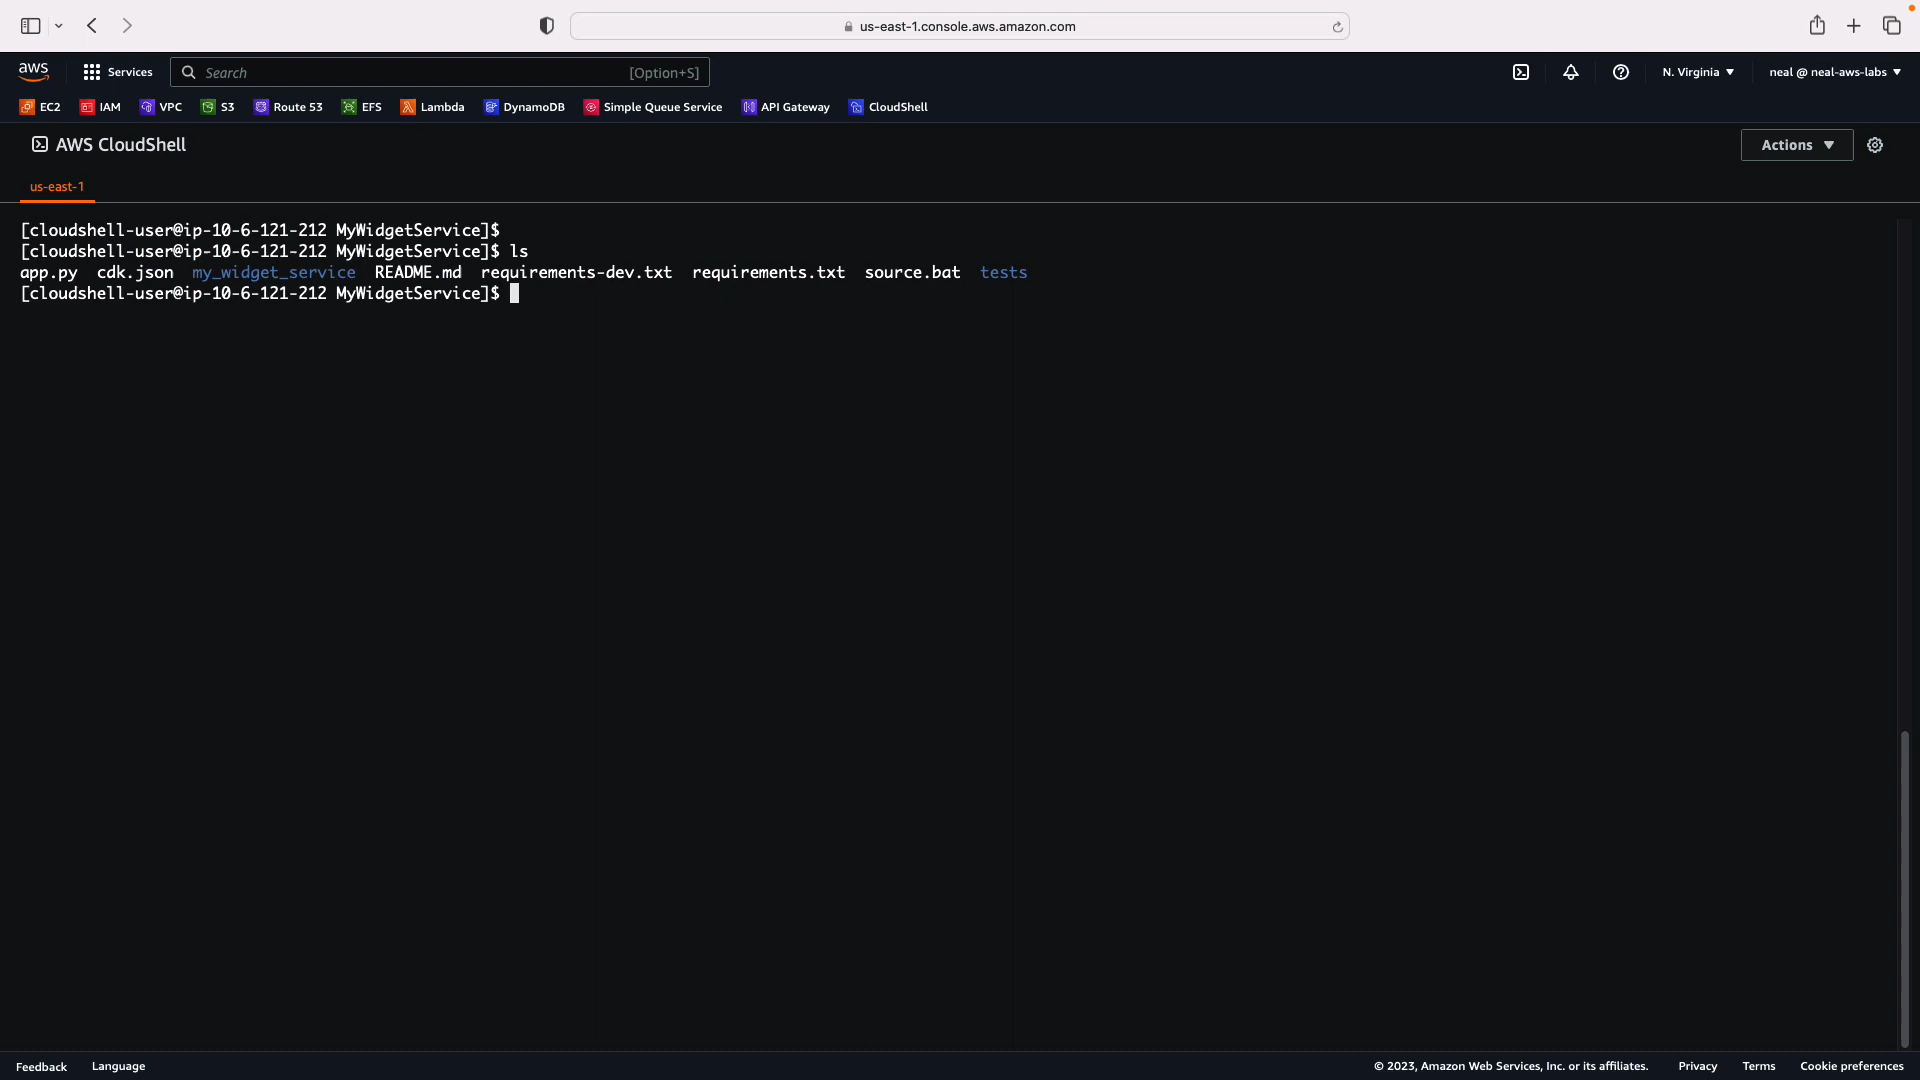 us-east-1.console.aws.amazon.com
aws Services Search [Option+S] N. Virginia neal @ neal-aws-labs
EC2 IAM VPC S3 Route 53 EFS Lambda DynamoDB Simple Queue Service API Gateway CloudShell
AWS CloudShell Actions
us-east-1
[cloudshell-user@ip-10-6-121-212 MyWidgetService]$
[cloudshell-user@ip-10-6-121-212 MyWidgetService]$ ls
app.py cdk.json my_widget_service README.md requirements-dev.txt requirements.txt source.bat tests
[cloudshell-user@ip-10-6-121-212 MyWidgetService]$
Feedback Language © 2023, Amazon Web Services, Inc. or its affiliates. Privacy Terms Cookie preferences